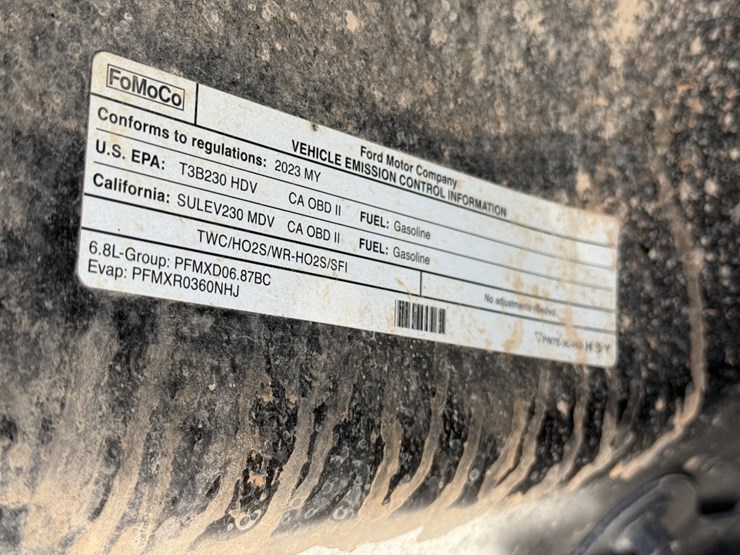 FoMoCo
Ford Motor Company
VEHICLE EMISSION CONTROL INFORMATION
Conforms to regulations: 2023 MY
U.S. EPA: T3B230 HDV CA OBD II FUEL: Gasoline
California: SULEV230 MDV CA OBD II FUEL: Gasoline
TWC/HO2S/WR-HO2S/SFI
No adjustments needed.
6.8L-Group: PFMXD06.87BC
Evap: PFMXR0360NHJ